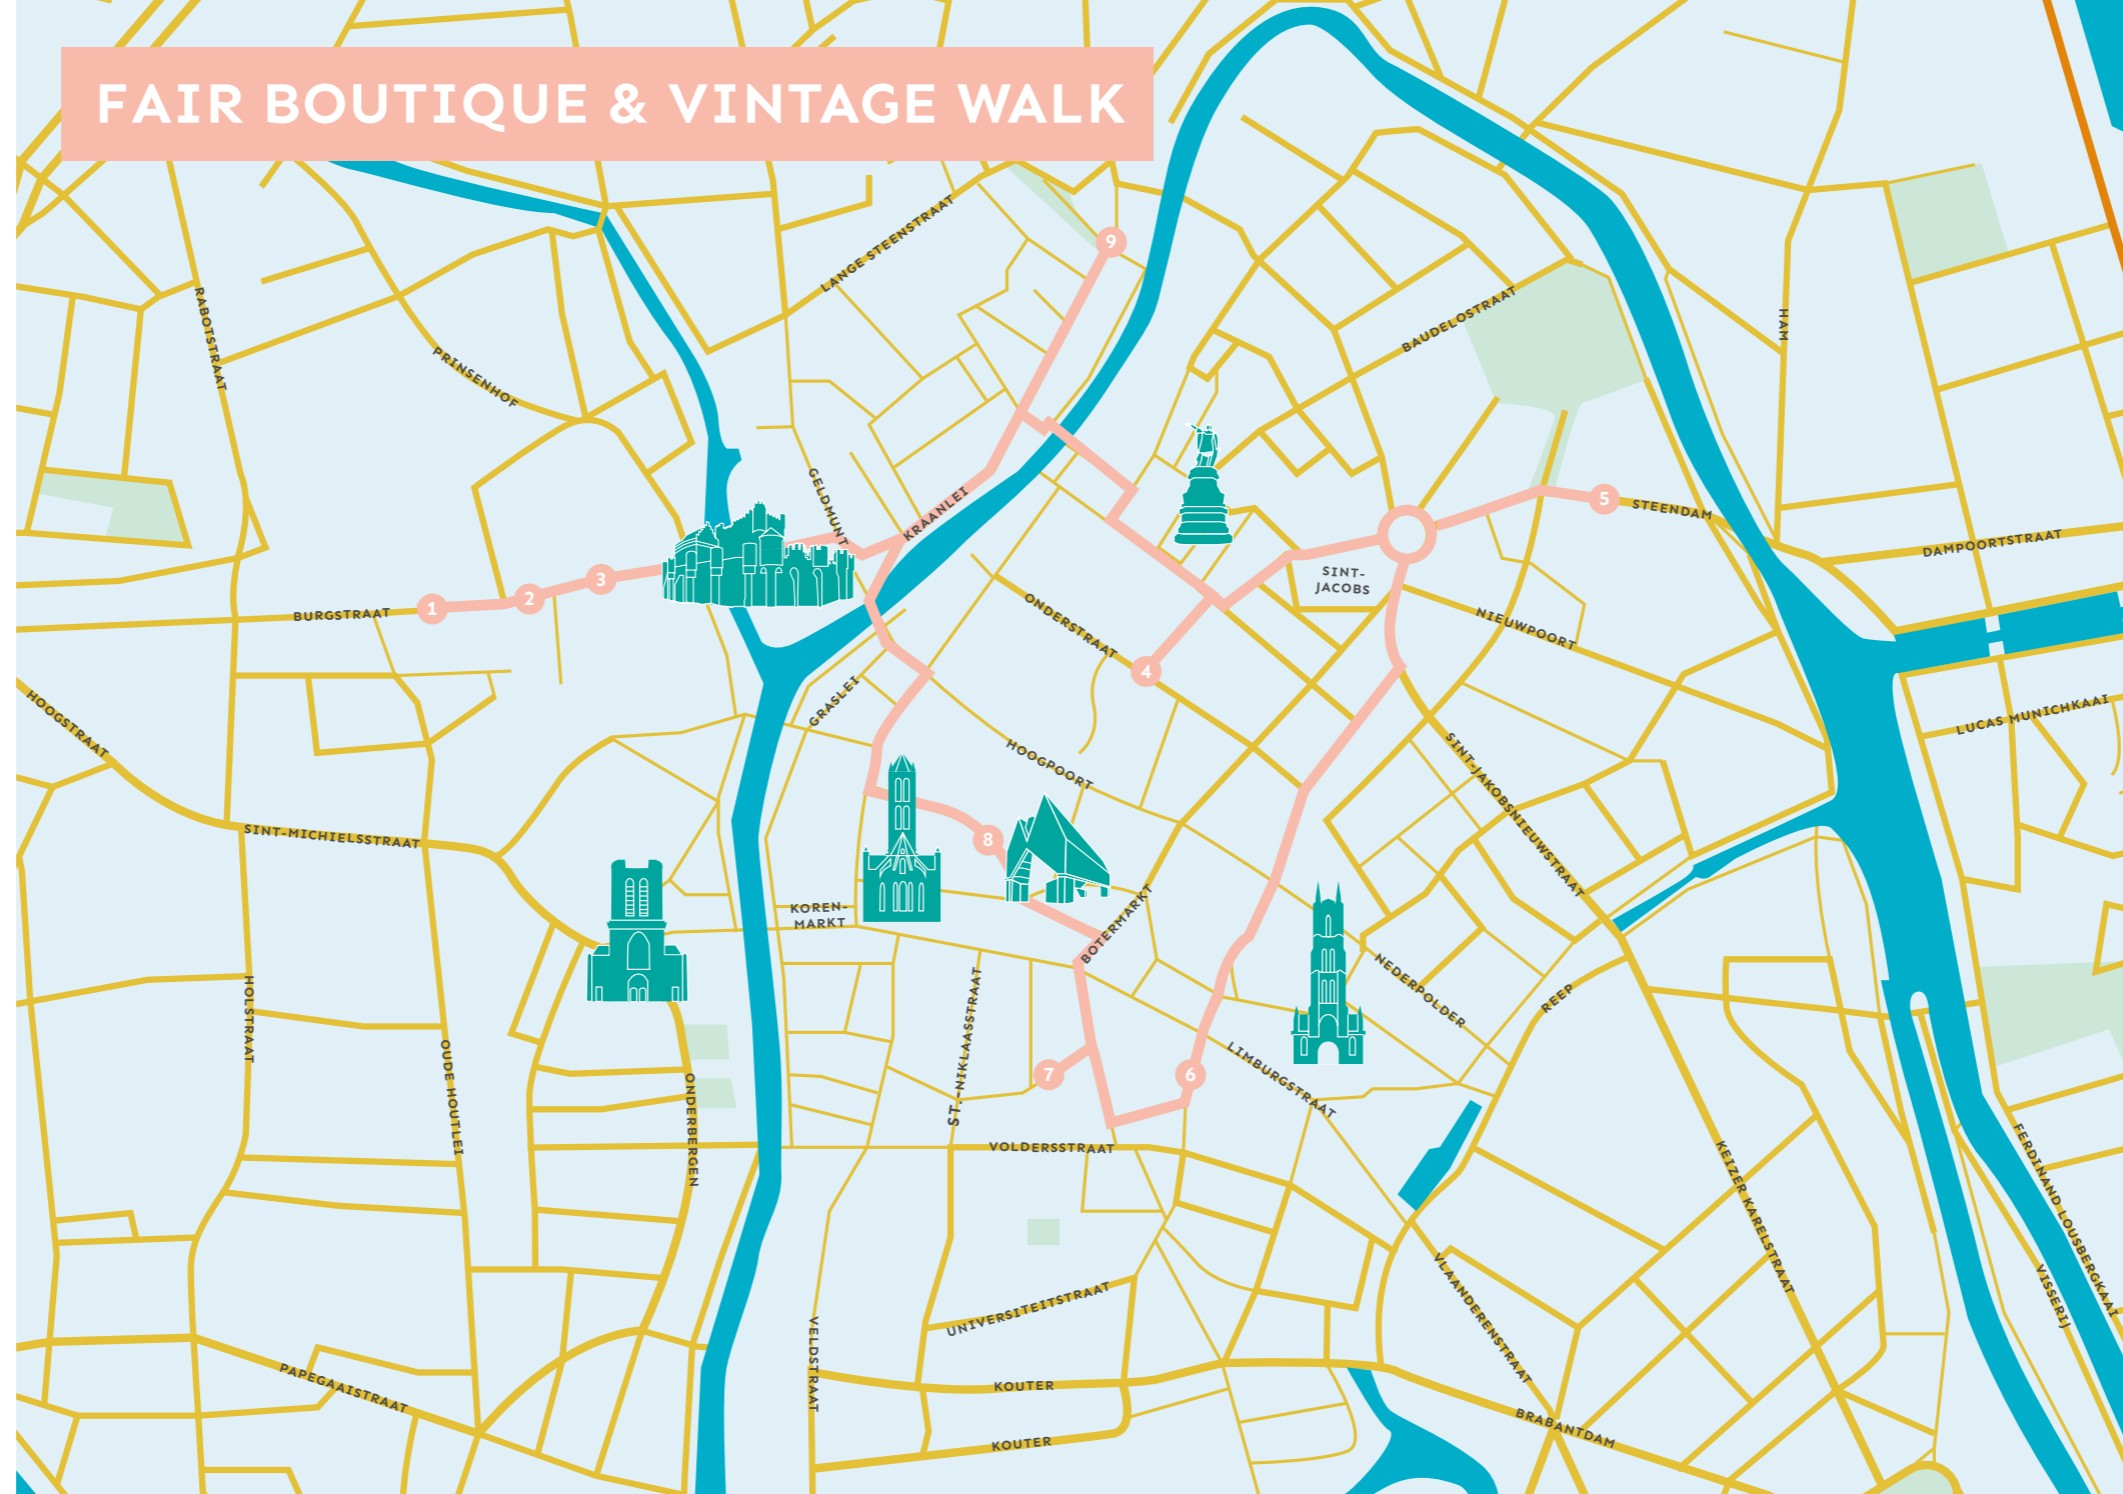 FAIR BOUTIQUE & VINTAGE WALK
LANGE STEENSTRAAT
9
RABOTSTRAAT
PRINSENHOF
BAUDELOSTRAAT
HAM
GELDMUNT
KRAANLEI
5
STEENDAM
DAMPOORTSTRAAT
BURGSTRAAT
1
2
3
SINT-
JACOBS
ONDERSTRAAT
4
NIEUWPOORT
HOOGSTRAAT
GRASLEI
LUCAS MUNICHKAAI
HOOGPOORT
SINT-JAKOBSNIEUWSTRAAT
SINT-MICHIELSSTRAAT
8
KOREN-
MARKT
BOTERMARKT
NEDERPOLDER
REEP
HOLSTRAAT
OUDE HOUTLEI
ONDERBERGEN
ST.-NIKLAASSTRAAT
7
6
LIMBURGSTRAAT
VOLDERSSTRAAT
KEIZER KARELSTRAAT
FERDINAND LOUSBERGKAAI
VISSERIJ
UNIVERSITEITSTRAAT
VLAANDERENSTRAAT
VELDSTRAAT
PAPEGAAISTRAAT
KOUTER
KOUTER
BRABANTDAM